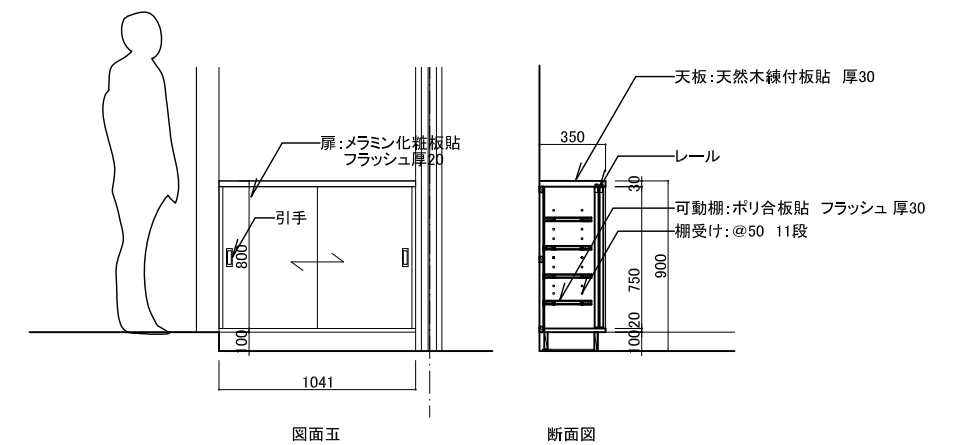 天板：天然木練付板貼　厚30
350
扉：メラミン化粧板貼
フラッシュ厚20
レール
30
引手
可動棚：ポリ合板貼　フラッシュ 厚30
棚受け：@50　11段
800
750
900
100
20
100
1041
図面五
断面図